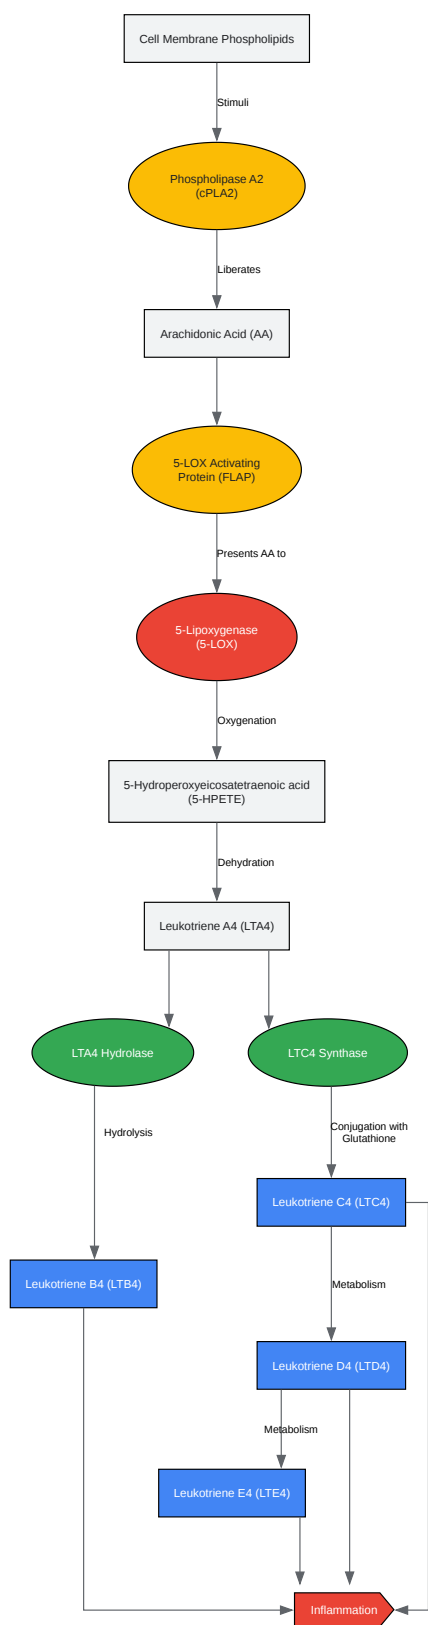 Cell Membrane Phospholipids
Stimuli
Phospholipase A2
(cPLA2)
Liberates
Arachidonic Acid (AA)
5-LOX Activating
Protein (FLAP)
Presents AA to
5-Lipoxygenase
(5-LOX)
Oxygenation
5-Hydroperoxyeicosatetraenoic acid
(5-HPETE)
Dehydration
Leukotriene A4 (LTA4)
LTA4 Hydrolase
LTC4 Synthase
Hydrolysis
Conjugation with
Glutathione
Leukotriene C4 (LTC4)
Leukotriene B4 (LTB4)
Metabolism
Leukotriene D4 (LTD4)
Metabolism
Leukotriene E4 (LTE4)
Inflammation